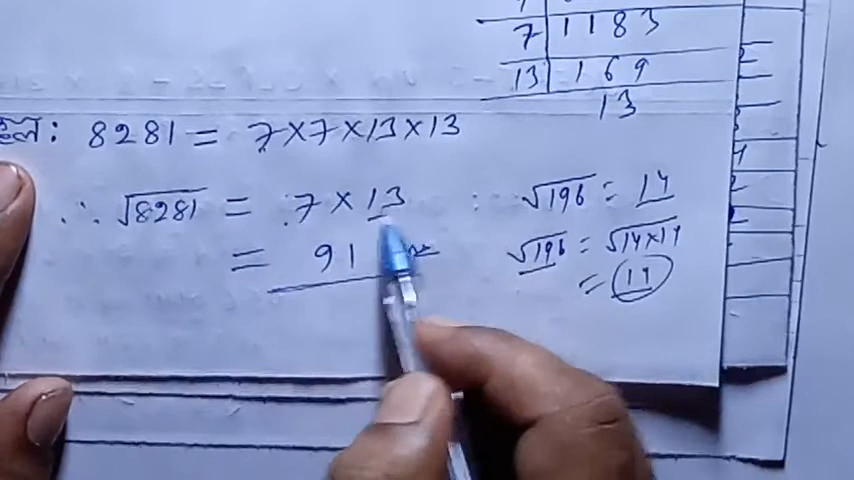 7 | 1183
13 | 169
13
हल: 8281 = 7×7×13×13
∴ √8281 = 7 × 13
= 91
√196 = 14
√196 = √14×14
= 14